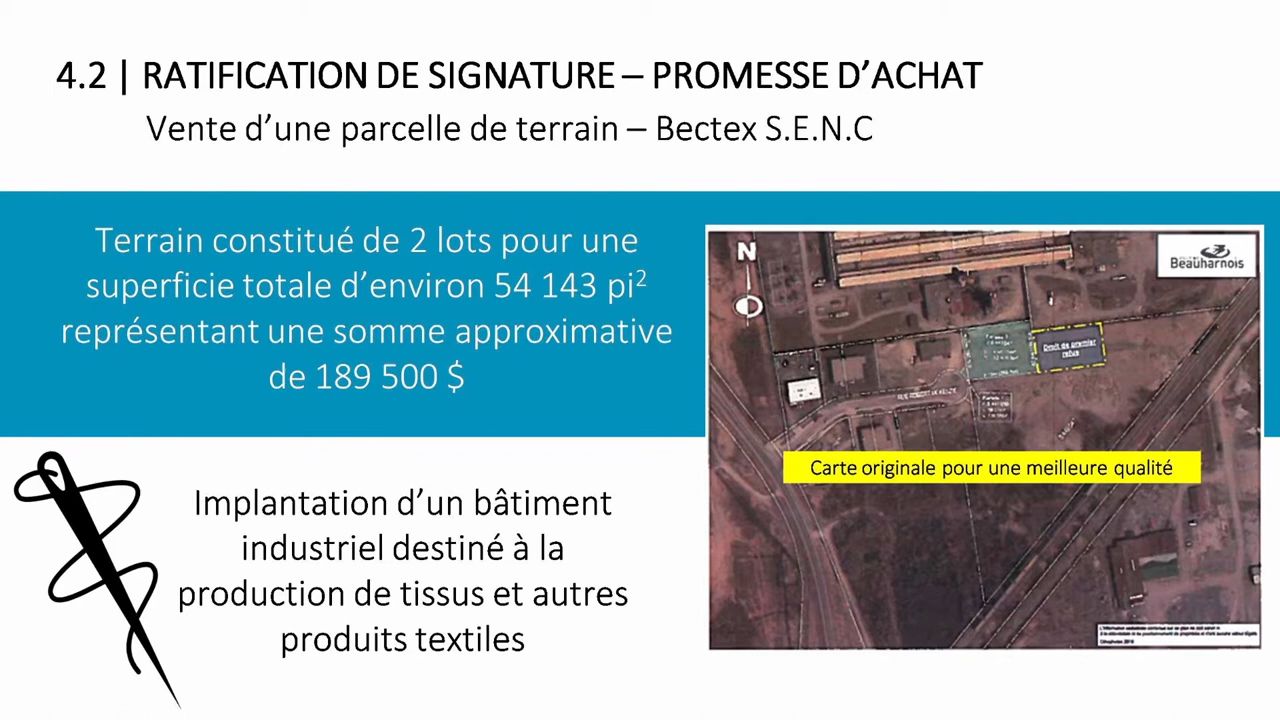 4.2 | RATIFICATION DE SIGNATURE – PROMESSE D’ACHAT
Vente d’une parcelle de terrain – Bectex S.E.N.C
Terrain constitué de 2 lots pour une
superficie totale d’environ 54 143 pi²
représentant une somme approximative
de 189 500 $
Implantation d’un bâtiment
industriel destiné à la
production de tissus et autres
produits textiles
N
Beauharnois
Droit de premier
refus
Carte originale pour une meilleure qualité